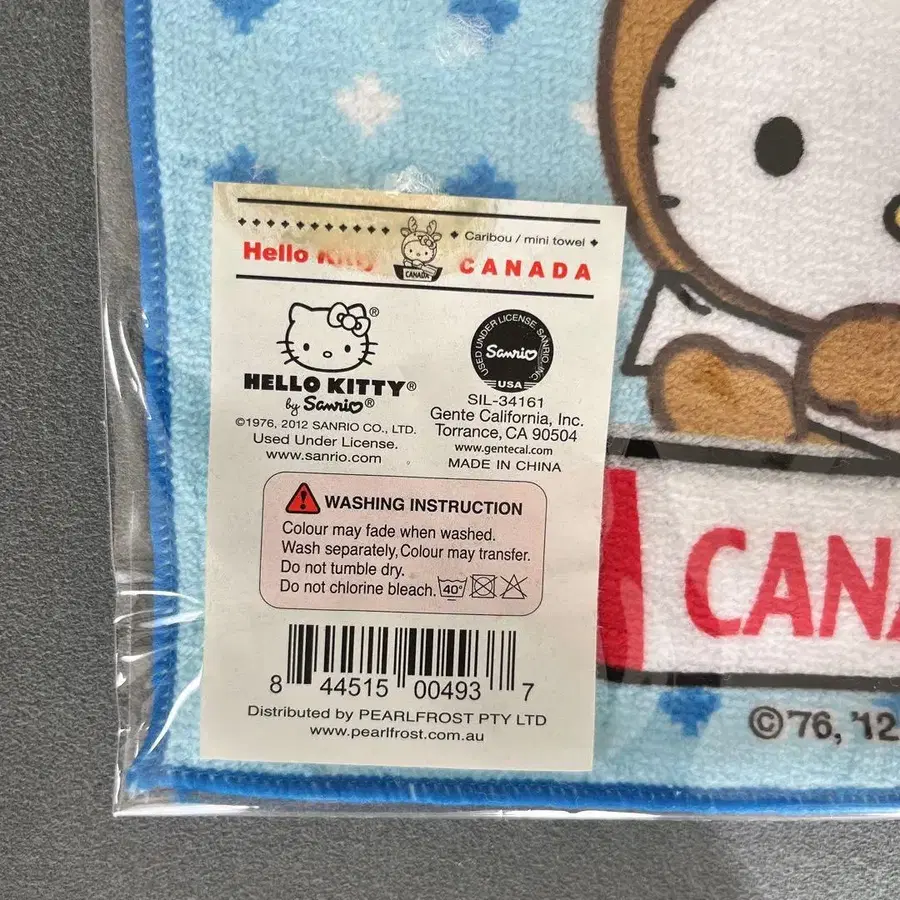 Caribou / mini towel
Hello Kitty CANADA
CANADA
HELLO KITTY®
by Sanrio®
©1976, 2012 SANRIO CO., LTD.
Used Under License.
www.sanrio.com
USED UNDER LICENSE, SANRIO, INC.
Sanrio
USA
SIL-34161
Gente California, Inc.
Torrance, CA 90504
www.gentecal.com
MADE IN CHINA
WASHING INSTRUCTION
Colour may fade when washed.
Wash separately, Colour may transfer.
Do not tumble dry.
Do not chlorine bleach. 40°
8 44515 00493 7
Distributed by PEARLFROST PTY LTD
www.pearlfrost.com.au
CANA
©'76, '12